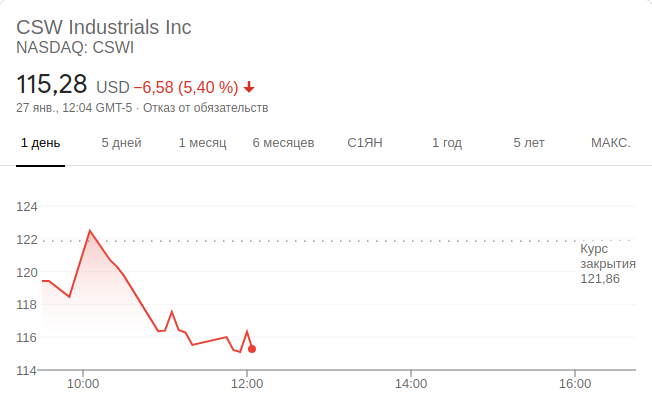 CSW Industrials Inc
NASDAQ: CSWI
115,28 USD −6,58 (5,40 %)
27 янв., 12:04 GMT-5 · Отказ от обязательств
1 день 5 дней 1 месяц 6 месяцев С1ЯН 1 год 5 лет МАКС.
124
122
Курс
закрытия
121,86
120
118
116
114
10:00 12:00 14:00 16:00